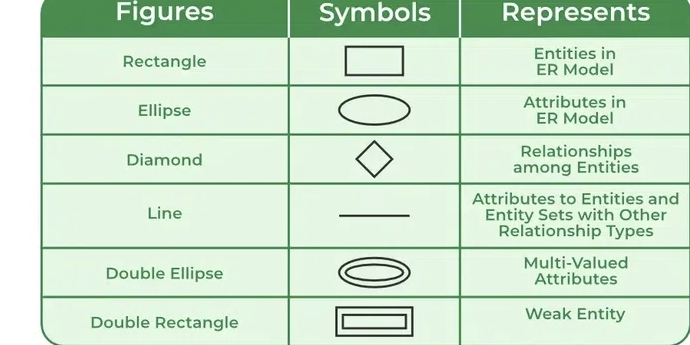 Figures Symbols Represents
Rectangle
Entities in
ER Model
Ellipse
Attributes in
ER Model
Diamond
Relationships
among Entities
Line
Attributes to Entities and
Entity Sets with Other
Relationship Types
Double Ellipse
Multi-Valued
Attributes
Double Rectangle
Weak Entity